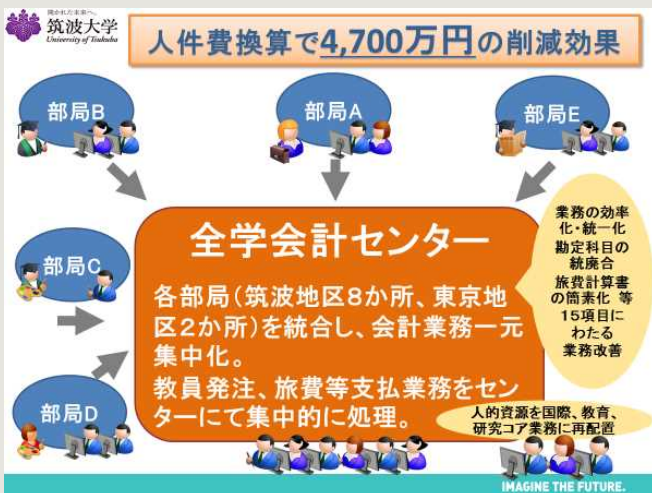 開かれた未来へ。
筑波大学
University of Tsukuba
人件費換算で4,700万円の削減効果
部局B
部局A
部局E
部局C
部局D
全学会計センター
各部局(筑波地区8か所、東京地
区2か所)を統合し、会計業務一元
集中化。
教員発注、旅費等支払業務をセン
ターにて集中的に処理。
業務の効率
化・統一化
勘定科目の
統廃合
旅費計算書
の簡素化 等
15項目に
わたる
業務改善
人的資源を国際、教育、
研究コア業務に再配置
IMAGINE THE FUTURE.